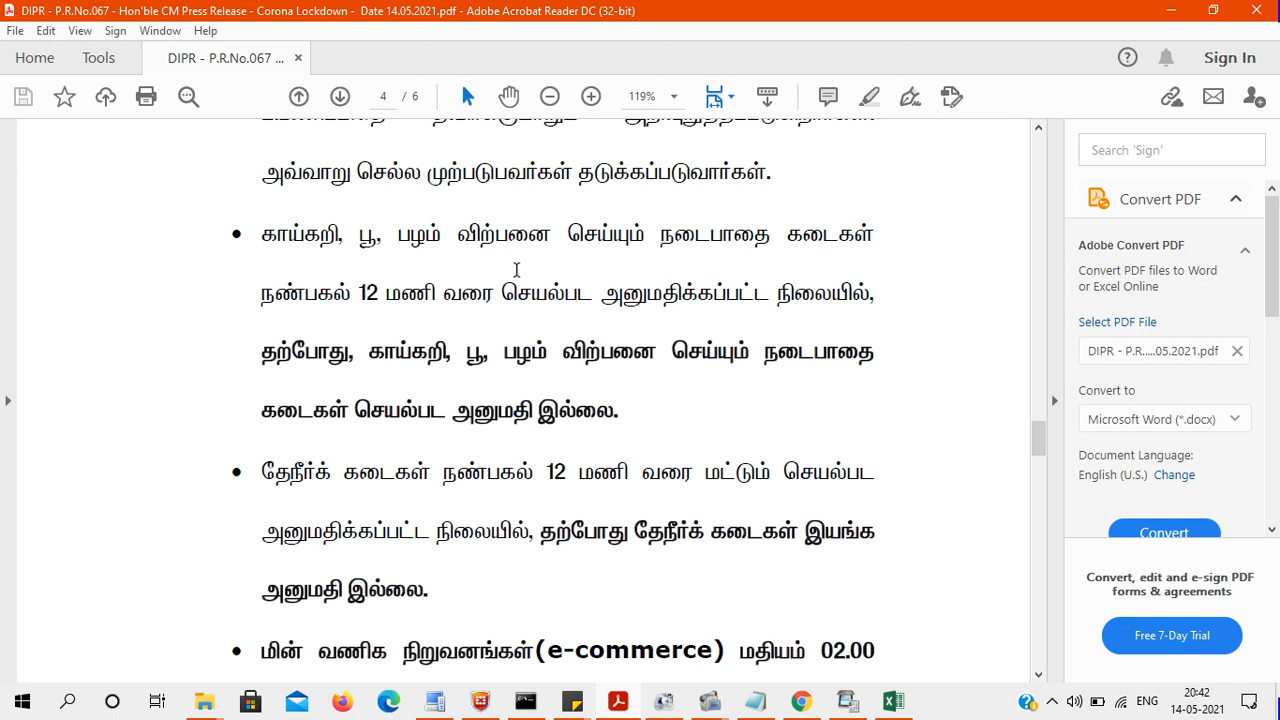 DIPR - P.R.No.067 - Hon'ble CM Press Release - Corona Lockdown -  Date 14.05.2021.pdf - Adobe Acrobat Reader DC (32-bit)
File Edit View Sign Window Help
Home Tools DIPR - P.R.No.067 ... × Sign In
4 / 6 119%
அவ்வாறு செல்ல முற்படுபவர்கள் தடுக்கப்படுவார்கள்.
• காய்கறி, பூ, பழம் விற்பனை செய்யும் நடைபாதை கடைகள்
நண்பகல் 12 மணி வரை செயல்பட அனுமதிக்கப்பட்ட நிலையில்,
தற்போது, காய்கறி, பூ, பழம் விற்பனை செய்யும் நடைபாதை
கடைகள் செயல்பட அனுமதி இல்லை.
• தேநீர்க் கடைகள் நண்பகல் 12 மணி வரை மட்டும் செயல்பட
அனுமதிக்கப்பட்ட நிலையில், தற்போது தேநீர்க் கடைகள் இயங்க
அனுமதி இல்லை.
• மின் வணிக நிறுவனங்கள்(e-commerce) மதியம் 02.00
Search 'Sign'
Convert PDF
Adobe Convert PDF
Convert PDF files to Word
or Excel Online
Select PDF File
DIPR - P.R.....05.2021.pdf
Convert to
Microsoft Word (*.docx)
Document Language:
English (U.S.) Change
Convert
Convert, edit and e-sign PDF
forms & agreements
Free 7-Day Trial
ENG 20:42
14-05-2021